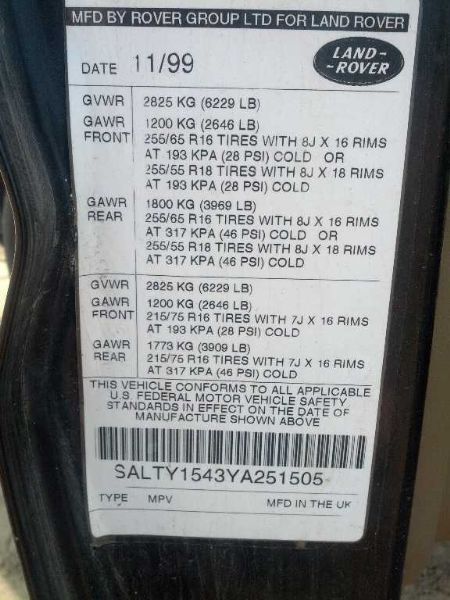 MFD BY ROVER GROUP LTD FOR LAND ROVER
DATE 11/99
LAND-
-ROVER
GVWR 2825 KG (6229 LB)
GAWR 1200 KG (2646 LB)
FRONT 255/65 R16 TIRES WITH 8J X 16 RIMS
AT 193 KPA (28 PSI) COLD OR
255/55 R18 TIRES WITH 8J X 18 RIMS
AT 193 KPA (28 PSI) COLD
GAWR 1800 KG (3969 LB)
REAR 255/65 R16 TIRES WITH 8J X 16 RIMS
AT 317 KPA (46 PSI) COLD OR
255/55 R18 TIRES WITH 8J X 18 RIMS
AT 317 KPA (46 PSI) COLD
GVWR 2825 KG (6229 LB)
GAWR 1200 KG (2646 LB)
FRONT 215/75 R16 TIRES WITH 7J X 16 RIMS
AT 193 KPA (28 PSI) COLD
GAWR 1773 KG (3909 LB)
REAR 215/75 R16 TIRES WITH 7J X 16 RIMS
AT 317 KPA (46 PSI) COLD
THIS VEHICLE CONFORMS TO ALL APPLICABLE
U.S. FEDERAL MOTOR VEHICLE SAFETY
STANDARDS IN EFFECT ON THE DATE OF
MANUFACTURE SHOWN ABOVE
SALTY1543YA251505
TYPE MPV MFD IN THE UK